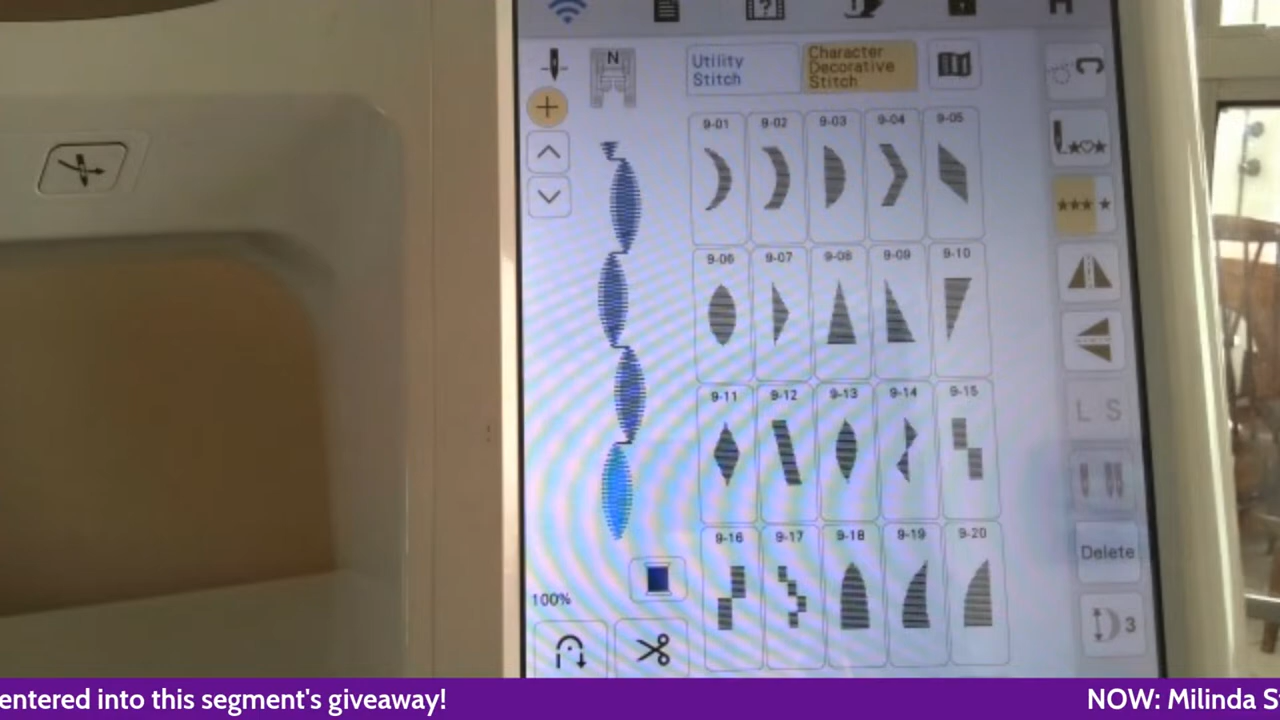 N
Utility
Stitch
Character
Decorative
Stitch
9-01 9-02 9-03 9-04 9-05
9-06 9-07 9-08 9-09 9-10
9-11 9-12 9-13 9-14 9-15
9-16 9-17 9-18 9-19 9-20
L S
Delete
3
100%
entered into this segment's giveaway!
NOW: Milinda